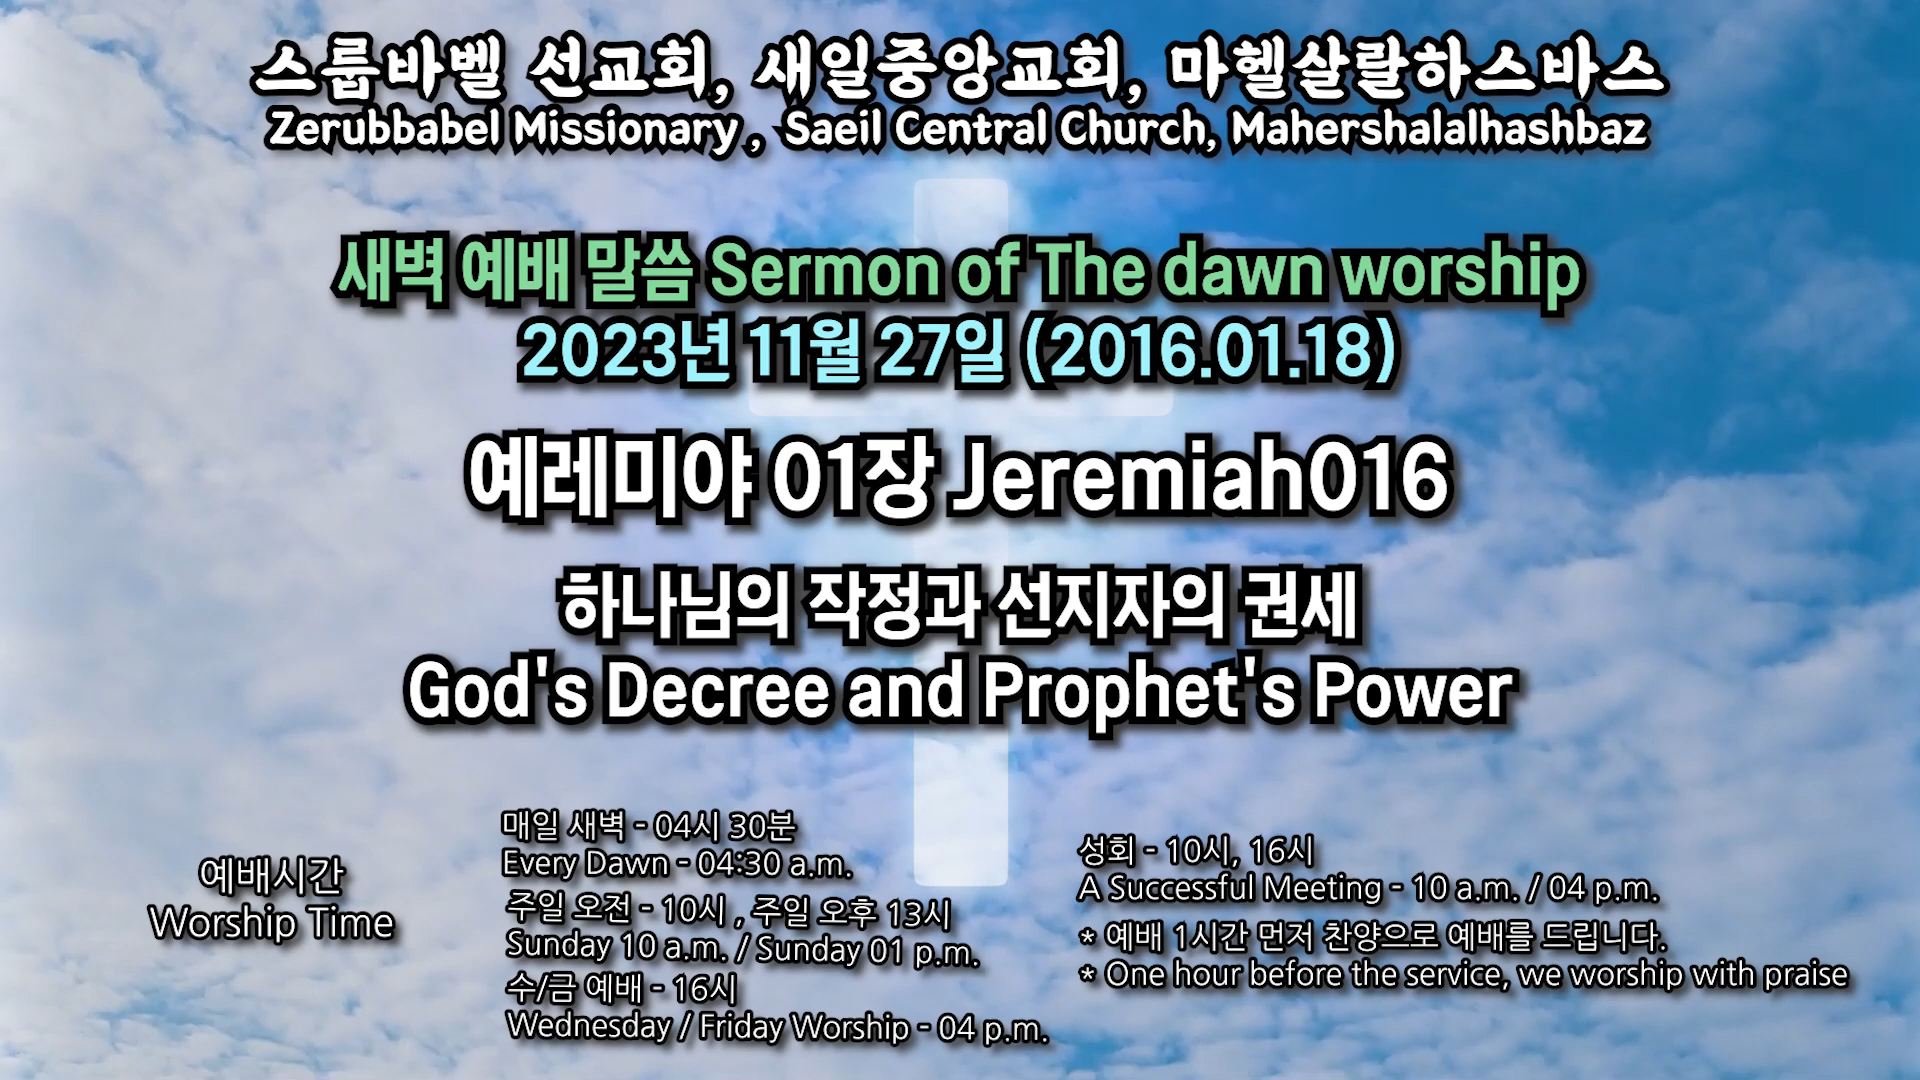 스룹바벨 선교회, 새일중앙교회, 마헬살랄하스바스
Zerubbabel Missionary , Saeil Central Church, Mahershalalhashbaz
새벽 예배 말씀 Sermon of The dawn worship
2023년 11월 27일 (2016.01.18)
예레미야 01장 Jeremiah016
하나님의 작정과 선지자의 권세
God's Decree and Prophet's Power
예배시간
Worship Time
매일 새벽 - 04시 30분
Every Dawn - 04:30 a.m.
주일 오전 - 10시 , 주일 오후 13시
Sunday 10 a.m. / Sunday 01 p.m.
수/금 예배 - 16시
Wednesday / Friday Worship - 04 p.m.
성회 - 10시, 16시
A Successful Meeting - 10 a.m. / 04 p.m.
* 예배 1시간 먼저 찬양으로 예배를 드립니다.
* One hour before the service, we worship with praise